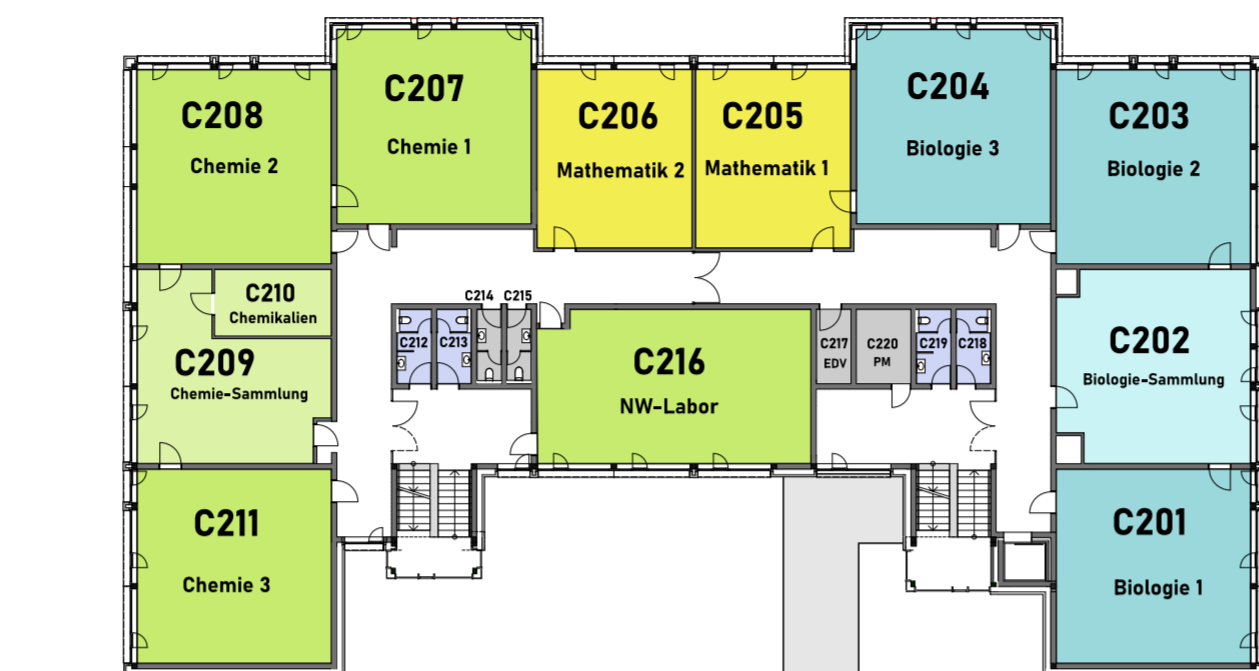 C208
Chemie 2
C207
Chemie 1
C206
Mathematik 2
C205
Mathematik 1
C204
Biologie 3
C203
Biologie 2
C210
Chemikalien
C209
Chemie-Sammlung
C212
C213
C214
C215
C216
NW-Labor
C217
EDV
C220
PM
C219
C218
C202
Biologie-Sammlung
C211
Chemie 3
C201
Biologie 1